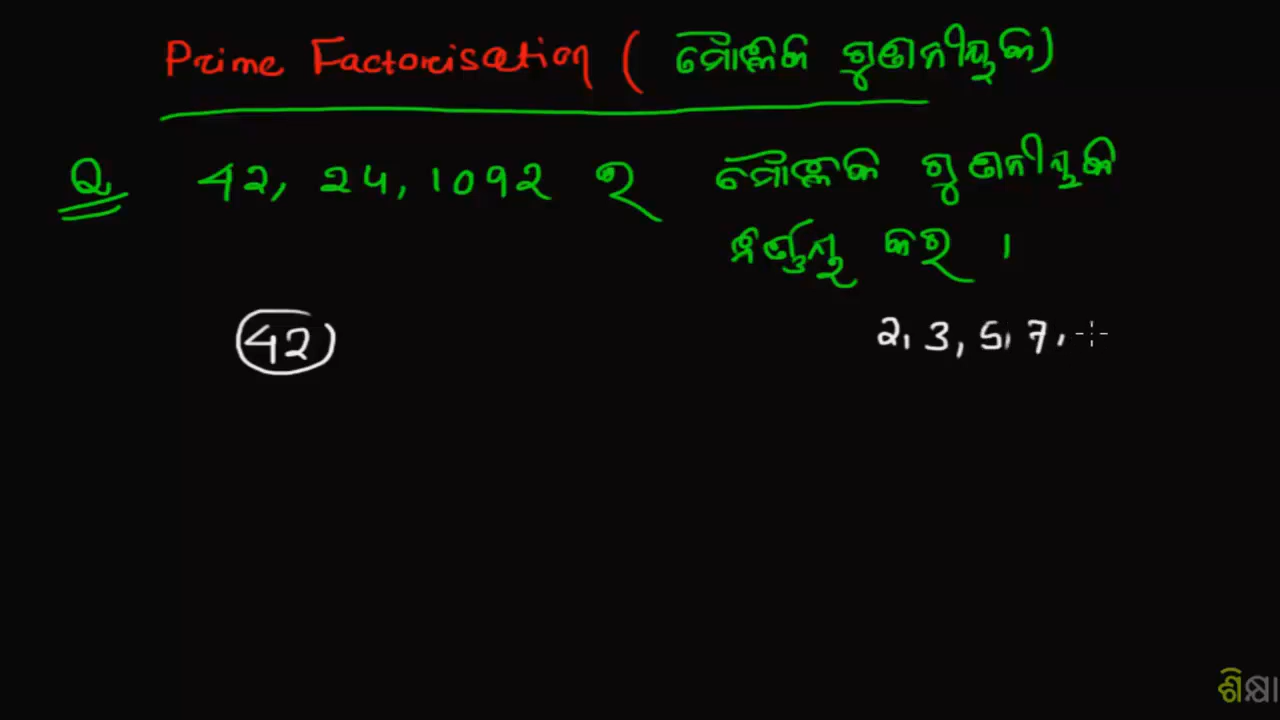 Prime Factorisation ( ମୌଳିକ ଗୁଣନୀୟକ)
Q 42, 24, 1092 ର ମୌଳିକ ଗୁଣନୀୟକ
ନିର୍ଣ୍ଣୟ କର ।
42 2, 3, 5, 7,
ଶିକ୍ଷା